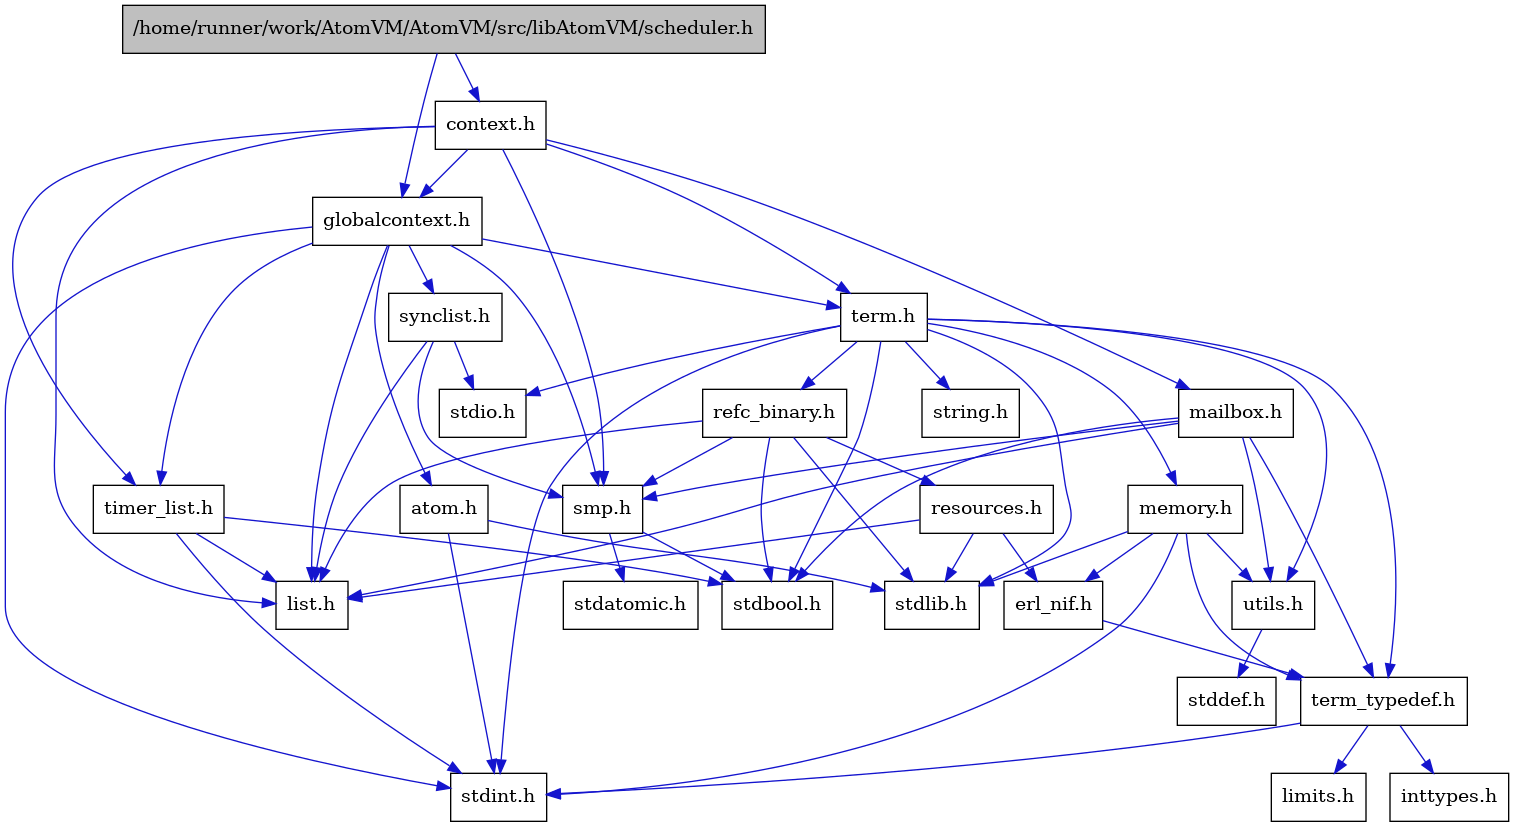 /home/runner/work/AtomVM/AtomVM/src/libAtomVM/scheduler.h
context.h
globalcontext.h
synclist.h
term.h
stdio.h
refc_binary.h
string.h
mailbox.h
timer_list.h
atom.h
smp.h
resources.h
memory.h
list.h
stdatomic.h
stdbool.h
stdlib.h
erl_nif.h
utils.h
stddef.h
term_typedef.h
stdint.h
limits.h
inttypes.h